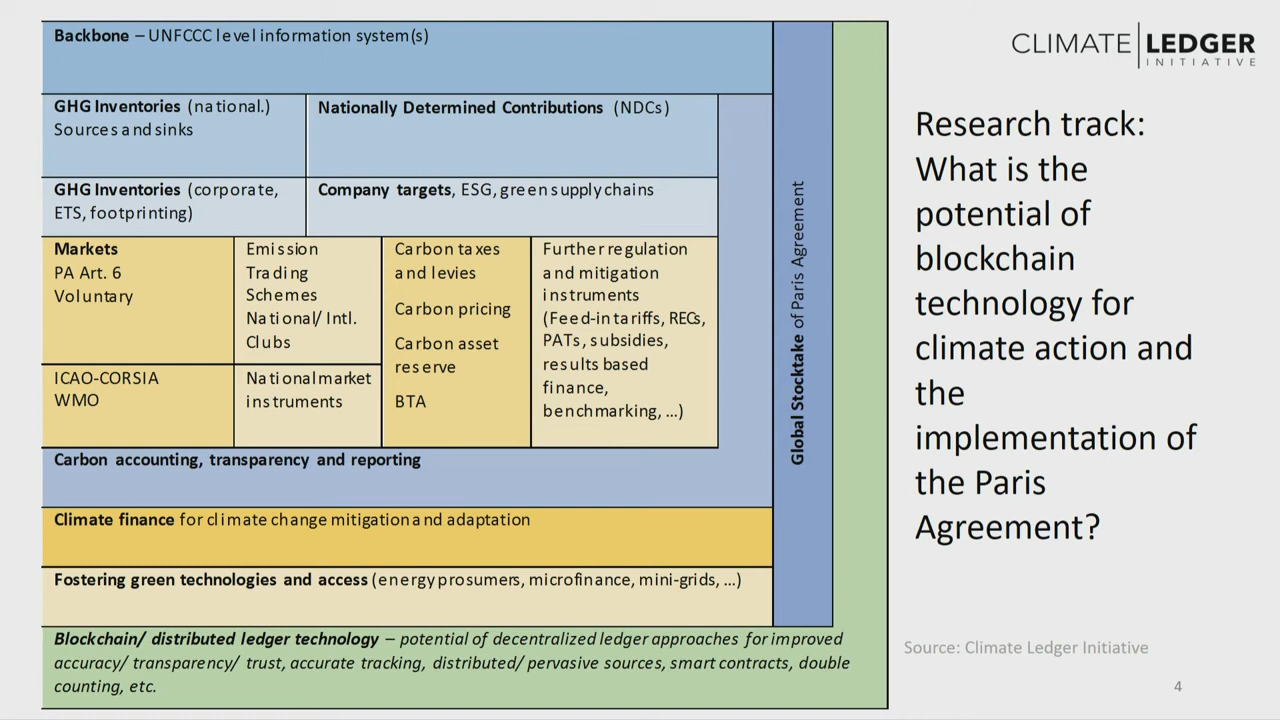 Backbone – UNFCCC level information system(s)
GHG Inventories (national.)
Sources and sinks
Nationally Determined Contributions (NDCs)
GHG Inventories (corporate,
ETS, footprinting)
Company targets, ESG, green supply chains
Markets
PA Art. 6
Voluntary
Emission
Trading
Schemes
National/ Intl.
Clubs
Carbon taxes
and levies
Carbon pricing
Carbon asset
reserve
BTA
Further regulation
and mitigation
instruments
(Feed-in tariffs, RECs,
PATs, subsidies,
results based
finance,
benchmarking, …)
ICAO-CORSIA
WMO
National market
instruments
Carbon accounting, transparency and reporting
Climate finance for climate change mitigation and adaptation
Fostering green technologies and access (energy prosumers, microfinance, mini-grids, …)
Global Stocktake of Paris Agreement
Blockchain/ distributed ledger technology – potential of decentralized ledger approaches for improved
accuracy/ transparency/ trust, accurate tracking, distributed/ pervasive sources, smart contracts, double
counting, etc.
CLIMATE LEDGER
INITIATIVE
Research track:
What is the
potential of
blockchain
technology for
climate action and
the
implementation of
the Paris
Agreement?
Source: Climate Ledger Initiative
4